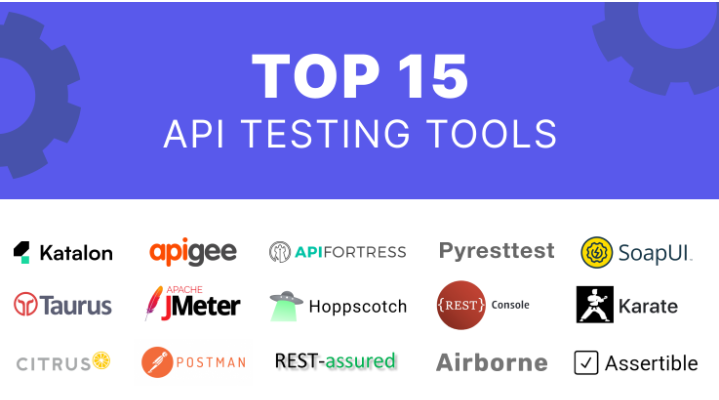 TOP 15
API TESTING TOOLS
Katalon
apigee
APIFORTRESS
Pyresttest
SoapUI
Taurus
APACHE
JMeter
Hoppscotch
{REST} Console
Karate
CITRUS
POSTMAN
REST-assured
Airborne
Assertible